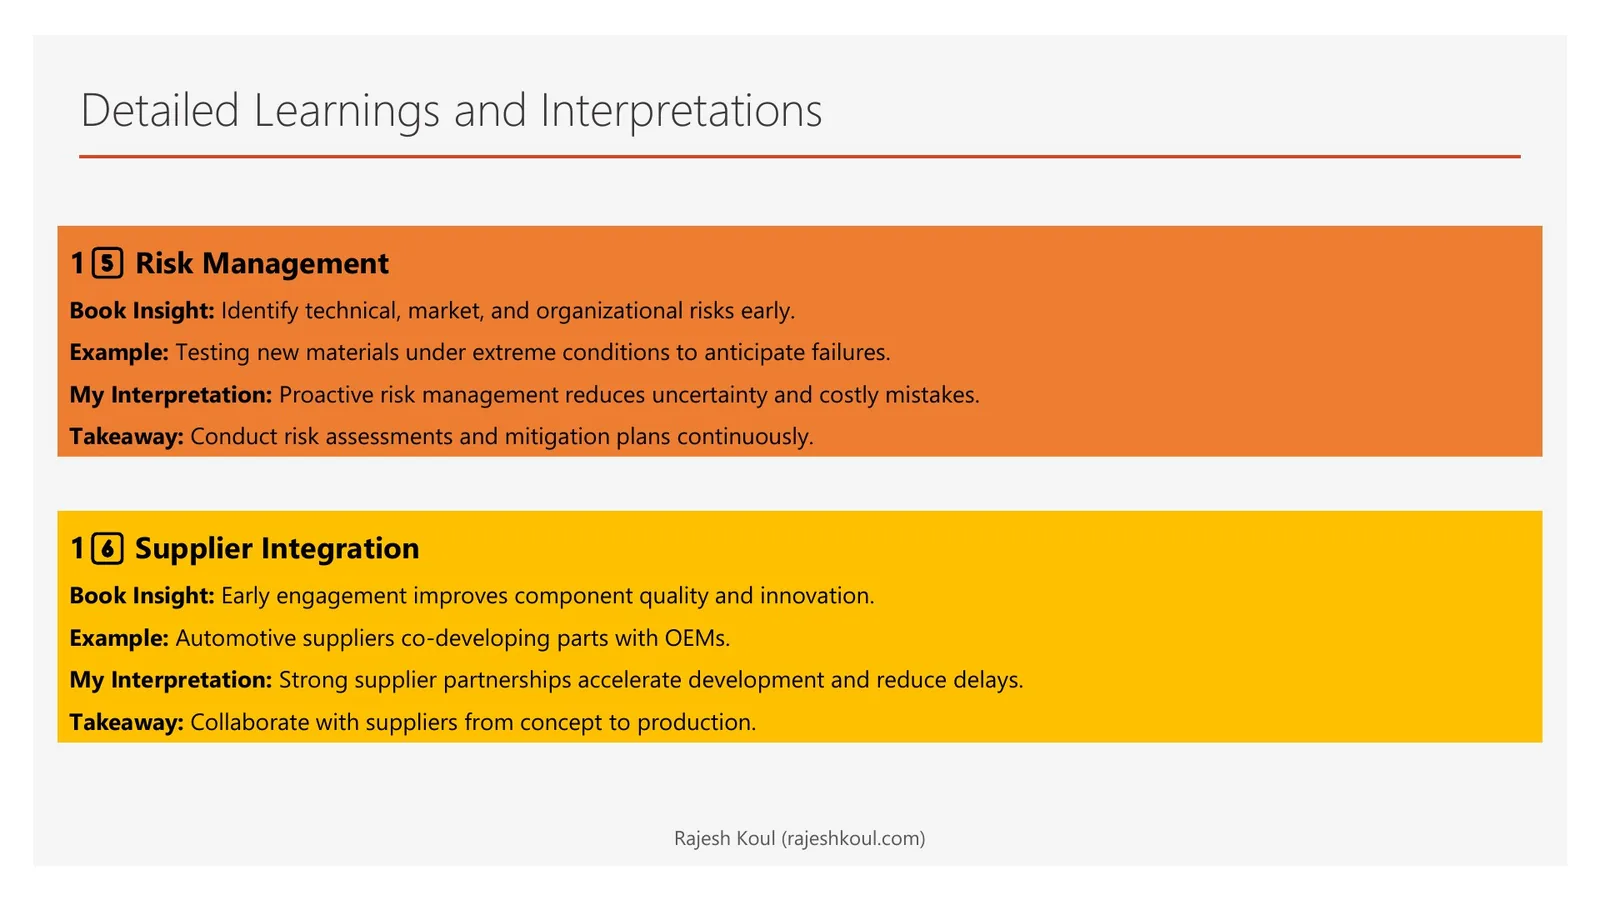 Detailed Learnings and Interpretations
15️⃣ Risk Management
Book Insight: Identify technical, market, and organizational risks early.
Example: Testing new materials under extreme conditions to anticipate failures.
My Interpretation: Proactive risk management reduces uncertainty and costly mistakes.
Takeaway: Conduct risk assessments and mitigation plans continuously.
16️⃣ Supplier Integration
Book Insight: Early engagement improves component quality and innovation.
Example: Automotive suppliers co-developing parts with OEMs.
My Interpretation: Strong supplier partnerships accelerate development and reduce delays.
Takeaway: Collaborate with suppliers from concept to production.
Rajesh Koul (rajeshkoul.com)